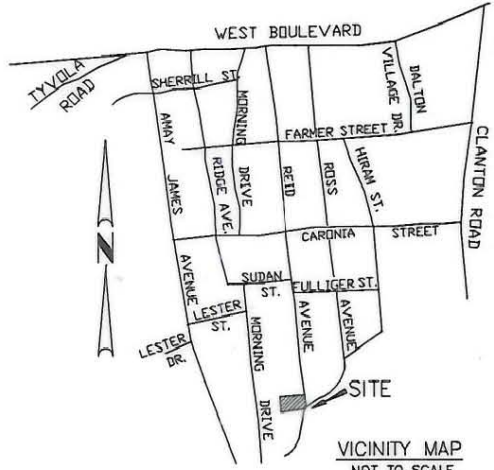 WEST BOULEVARD
TYVOLA
ROAD
SHERRILL ST.
MORNING
DRIVE
VILLAGE DR.
DALTON
FARMER STREET
CLANTON ROAD
AMAY
JAMES
AVENUE
RIDGE AVE.
REID
ROSS
HIRAM ST.
N
CARONIA STREET
SUDAN
ST.
FULLIGER ST.
LESTER
ST.
LESTER
DR.
MORNING
DRIVE
AVENUE
AVENUE
SITE
VICINITY MAP
NOT TO SCALE